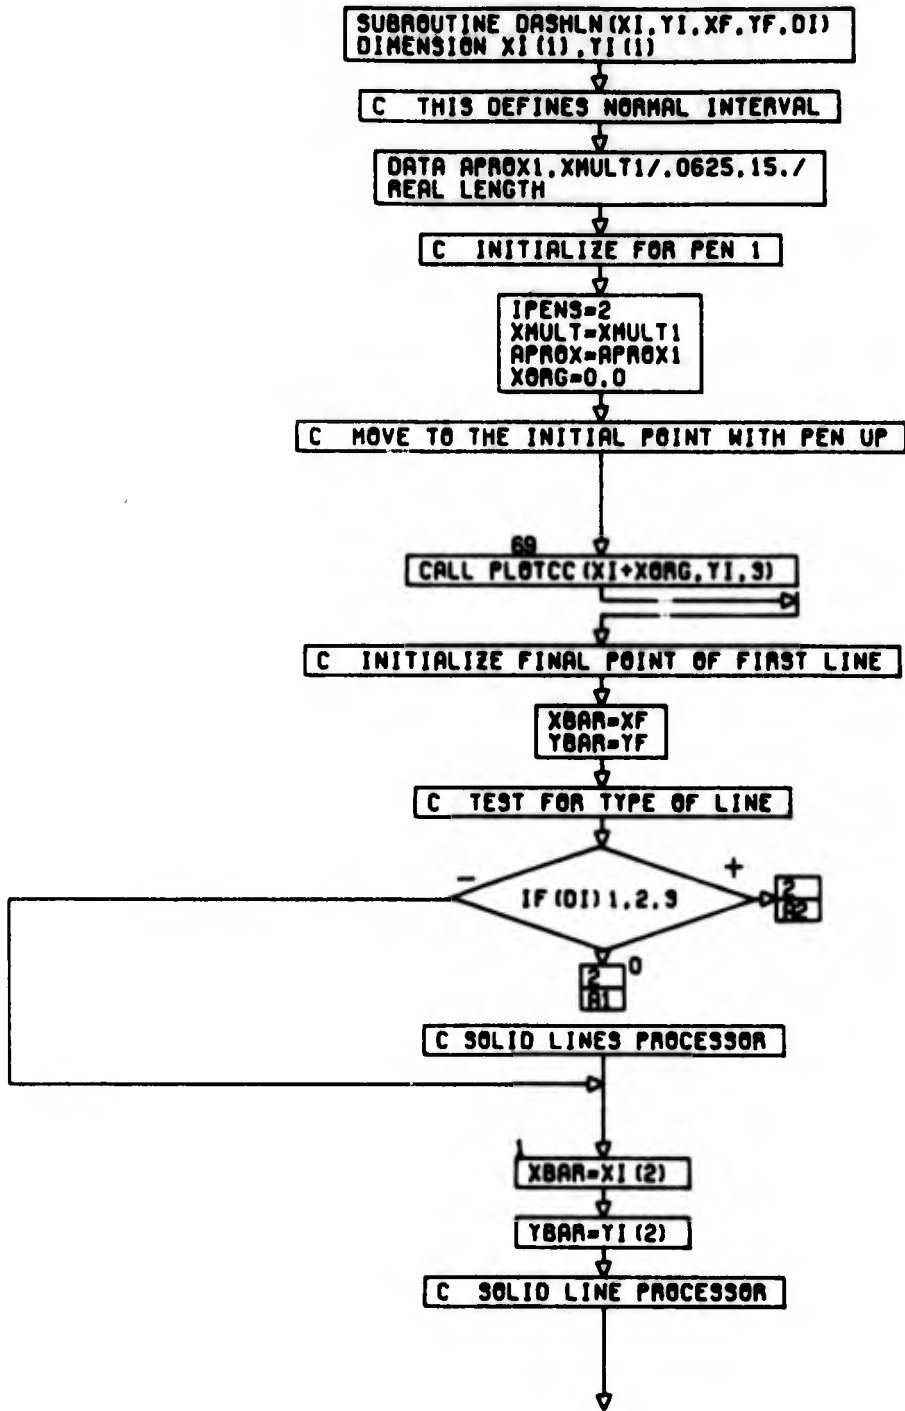 SUBROUTINE DASHLN(XI,YI,XF,YF,DI)
DIMENSION XI(1),YI(1)
C THIS DEFINES NORMAL INTERVAL
DATA APROX1,XMULT1/.0625,15./
REAL LENGTH
C INITIALIZE FOR PEN 1
IPENS=2
XMULT=XMULT1
APROX=APROX1
XORG=0.0
C MOVE TO THE INITIAL POINT WITH PEN UP
69
CALL PLOTCC(XI+XORG,YI,3)
C INITIALIZE FINAL POINT OF FIRST LINE
XBAR=XF
YBAR=YF
C TEST FOR TYPE OF LINE
-
+
IF(DI)1,2,3
2
A2
0
2
A1
C SOLID LINES PROCESSOR
1
XBAR=XI(2)
YBAR=YI(2)
C SOLID LINE PROCESSOR